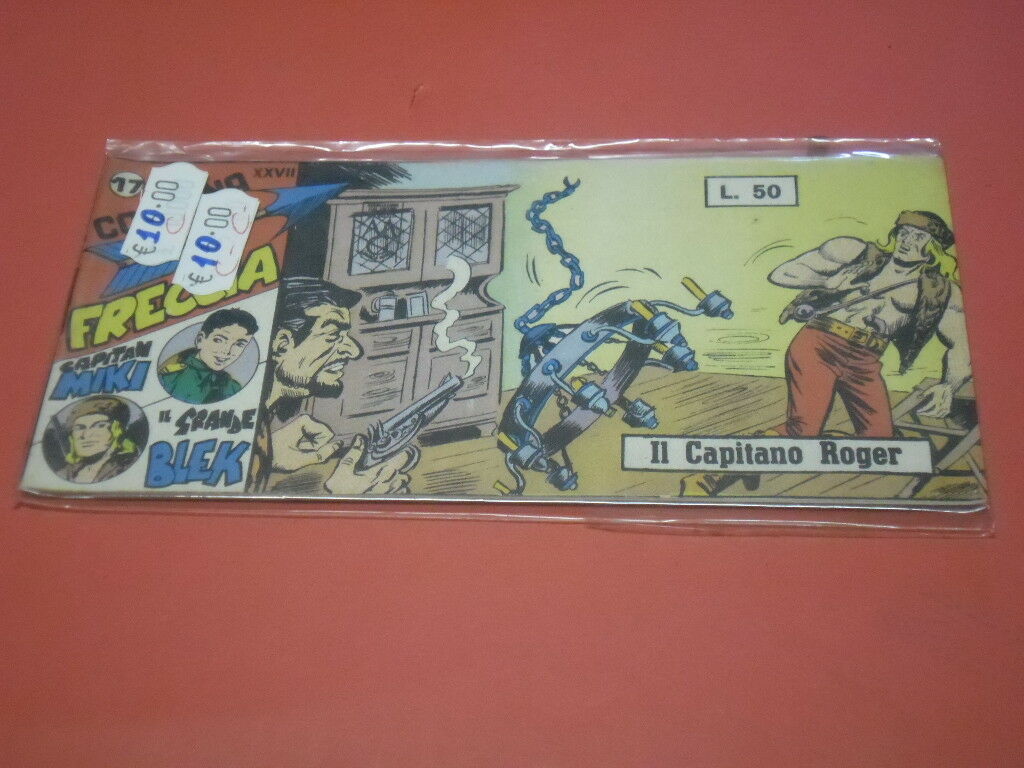 17
XXVII
€10.00
€10.00
FRECCIA
CAPITAN
MIKI
IL GRANDE
BLEK
L. 50
Il Capitano Roger